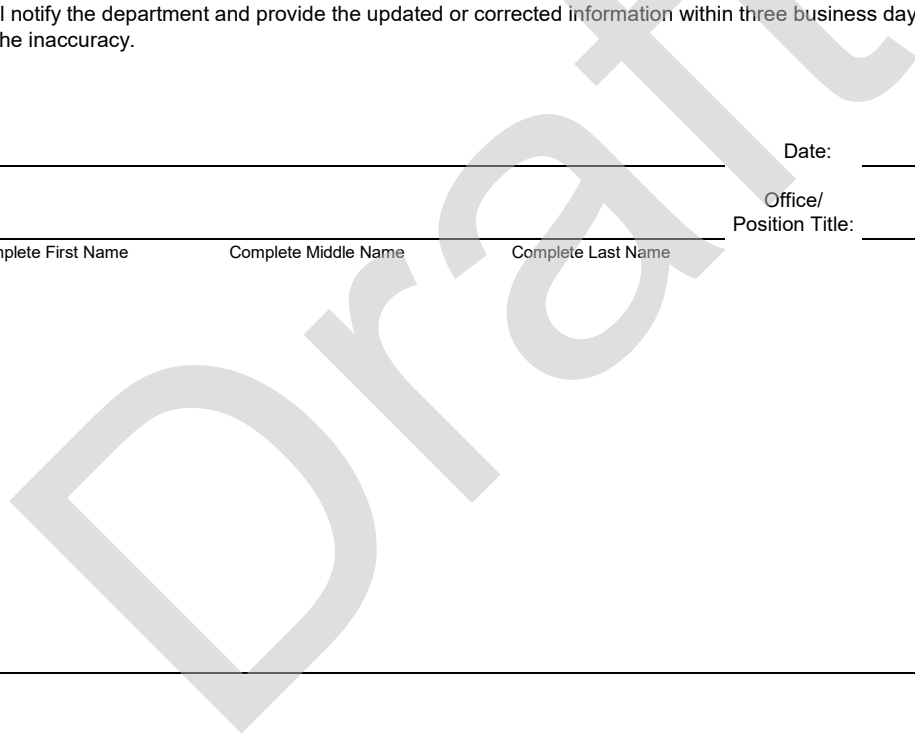 l notify the department and provide the updated or corrected information within three business day
he inaccuracy.
Date:
Office/
Position Title:
mplete First Name Complete Middle Name Complete Last Name
Draft